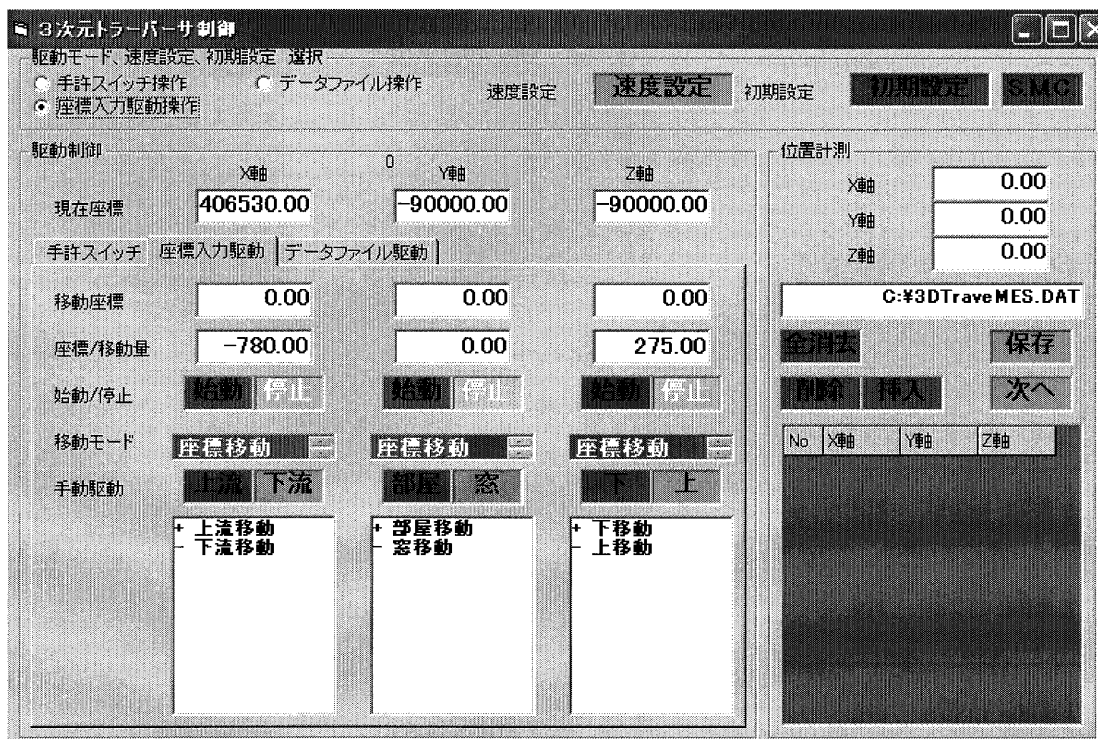 3次元トラーバーサ制御
駆動モード、速度設定、初期設定 選択
手許スイッチ操作 データファイル操作
座標入力駆動操作
速度設定 速度設定 初期設定 初期設定 S.M.C
駆動制御
0
X軸 Y軸 Z軸
現在座標 406530.00 -90000.00 -90000.00
手許スイッチ 座標入力駆動 データファイル駆動
移動座標 0.00 0.00 0.00
座標/移動量 -780.00 0.00 275.00
始動/停止 始動 停止 始動 停止 始動 停止
移動モード 座標移動 座標移動 座標移動
手動駆動 上流 下流 部屋 窓 下 上
+ 上流移動
- 下流移動
+ 部屋移動
- 窓移動
+ 下移動
- 上移動
位置計測
X軸 0.00
Y軸 0.00
Z軸 0.00
C:¥3DTraveMES.DAT
全消去 保存
削除 挿入 次へ
No X軸 Y軸 Z軸